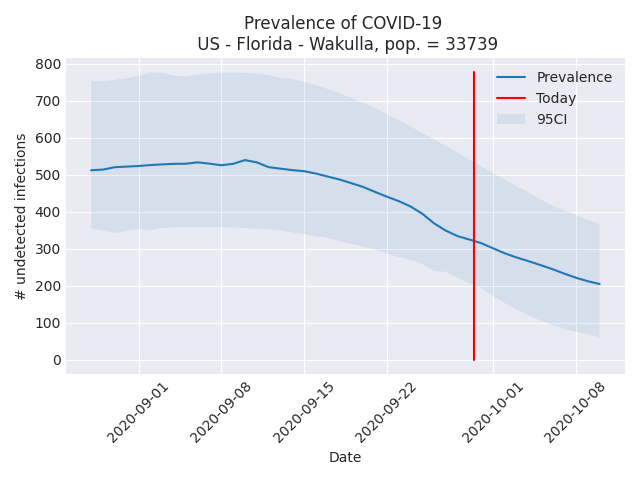 Prevalence of COVID-19
US - Florida - Wakulla, pop. = 33739
800
700
600
500
400
300
200
100
0
# undetected infections
Prevalence
Today
95CI
2020-09-01
2020-09-08
2020-09-15
2020-09-22
2020-10-01
2020-10-08
Date